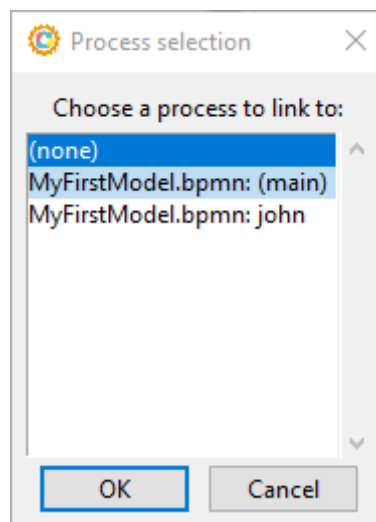 Process selection
Choose a process to link to:
(none)
MyFirstModel.bpmn: (main)
MyFirstModel.bpmn: john
OK
Cancel